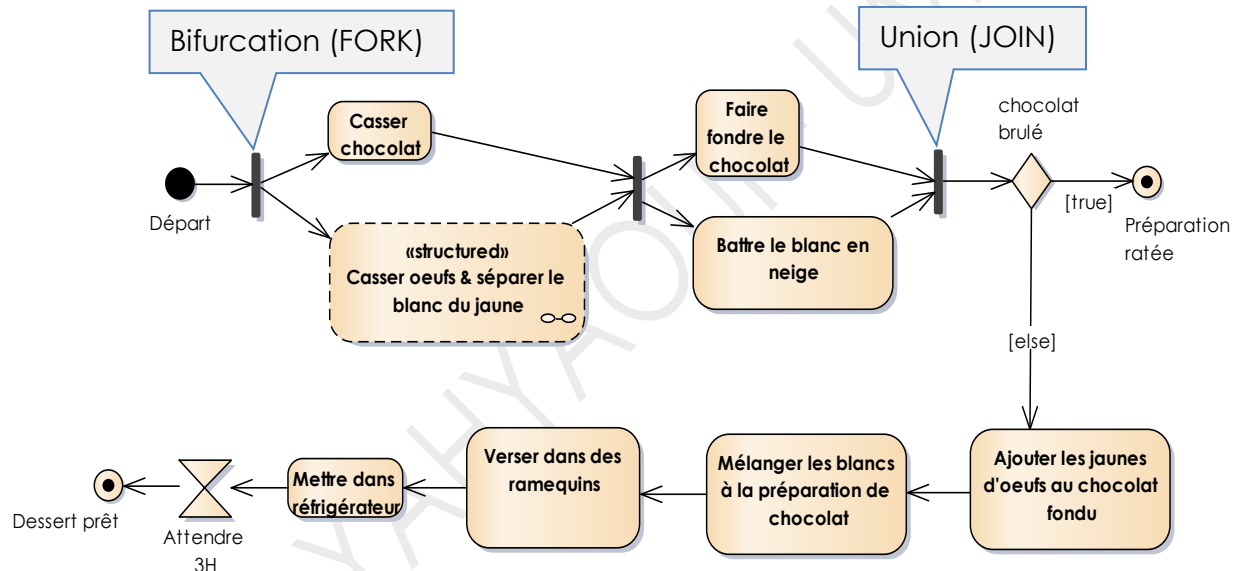 Bifurcation (FORK)
Union (JOIN)
Casser
chocolat
Faire
fondre le
chocolat
chocolat
brulé
Départ
[true]
Préparation
ratée
«structured»
Casser oeufs & séparer le
blanc du jaune
Battre le blanc en
neige
[else]
Ajouter les jaunes
d'oeufs au chocolat
fondu
Mélanger les blancs
à la préparation de
chocolat
Verser dans des
ramequins
Mettre dans
réfrigérateur
Attendre
3H
Dessert prêt